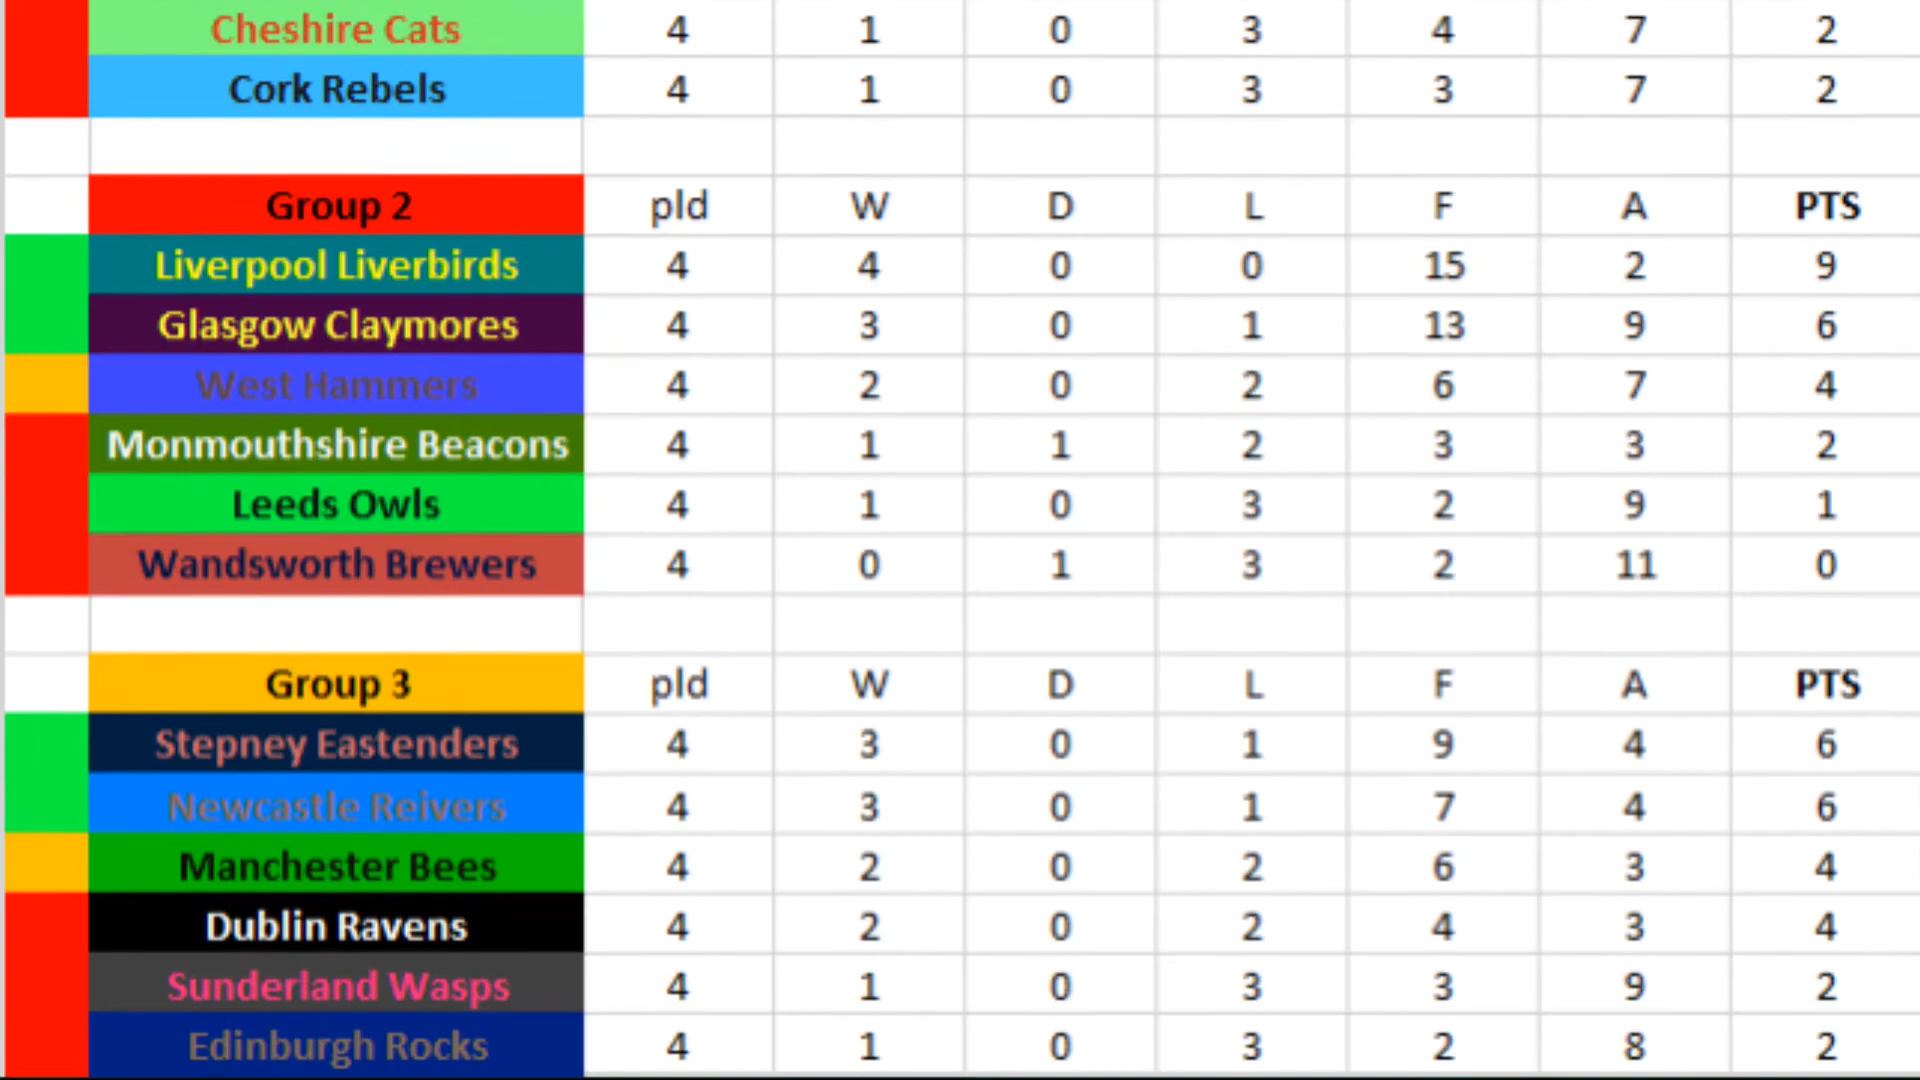 Cheshire Cats 4 1 0 3 4 7 2
Cork Rebels 4 1 0 3 3 7 2
Group 2 pld W D L F A PTS
Liverpool Liverbirds 4 4 0 0 15 2 9
Glasgow Claymores 4 3 0 1 13 9 6
West Hammers 4 2 0 2 6 7 4
Monmouthshire Beacons 4 1 1 2 3 3 2
Leeds Owls 4 1 0 3 2 9 1
Wandsworth Brewers 4 0 1 3 2 11 0
Group 3 pld W D L F A PTS
Stepney Eastenders 4 3 0 1 9 4 6
Newcastle Reivers 4 3 0 1 7 4 6
Manchester Bees 4 2 0 2 6 3 4
Dublin Ravens 4 2 0 2 4 3 4
Sunderland Wasps 4 1 0 3 3 9 2
Edinburgh Rocks 4 1 0 3 2 8 2